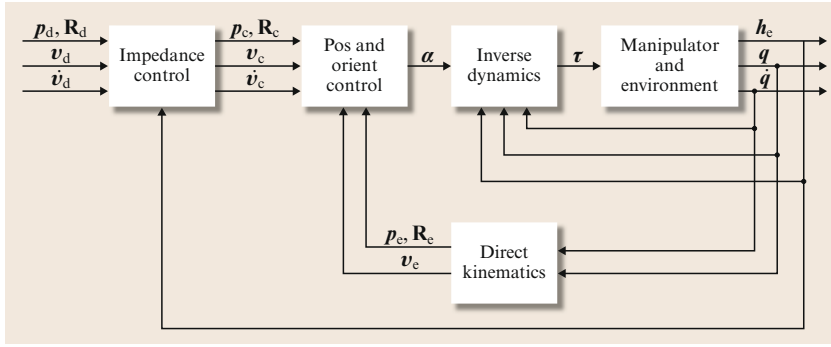 p_d, R_d
v_d
v̇_d
Impedance
control
p_c, R_c
v_c
v̇_c
Pos and
orient
control
α
Inverse
dynamics
τ
Manipulator
and
environment
h_e
q
q̇
p_e, R_e
v_e
Direct
kinematics